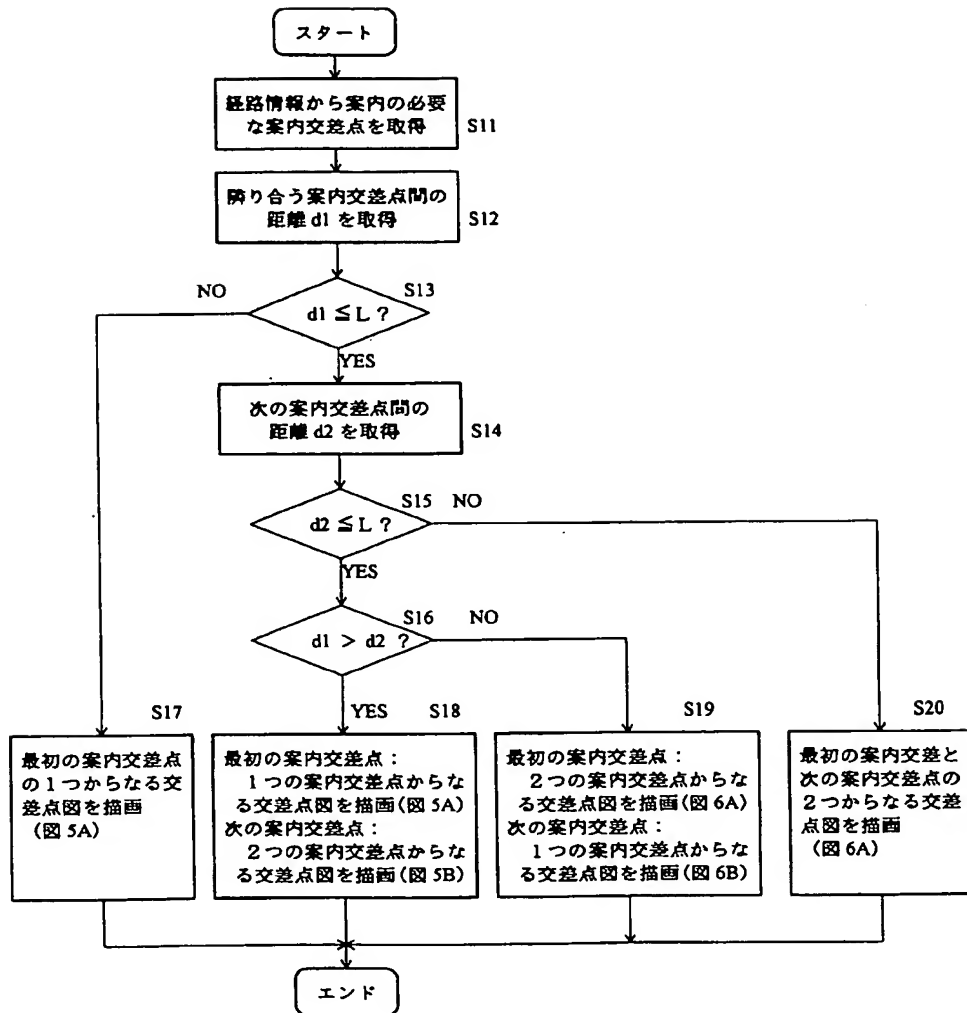 スタート
経路情報から案内の必要
な案内交差点を取得
S11
隣り合う案内交差点間の
距離 d1 を取得
S12
S13
NO
d1 ≦ L ?
YES
次の案内交差点間の
距離 d2 を取得
S14
S15
NO
d2 ≦ L ?
YES
S16
NO
d1 > d2 ?
YES
S17
最初の案内交差点
の1つからなる交
差点図を描画
(図 5A)
S18
最初の案内交差点:
1つの案内交差点からな
る交差点図を描画(図 5A)
次の案内交差点:
2つの案内交差点からな
る交差点図を描画(図 5B)
S19
最初の案内交差点:
2つの案内交差点からな
る交差点図を描画(図 6A)
次の案内交差点:
1つの案内交差点からな
る交差点図を描画(図 6B)
S20
最初の案内交差と
次の案内交差点の
2つからなる交差
点図を描画
(図 6A)
エンド